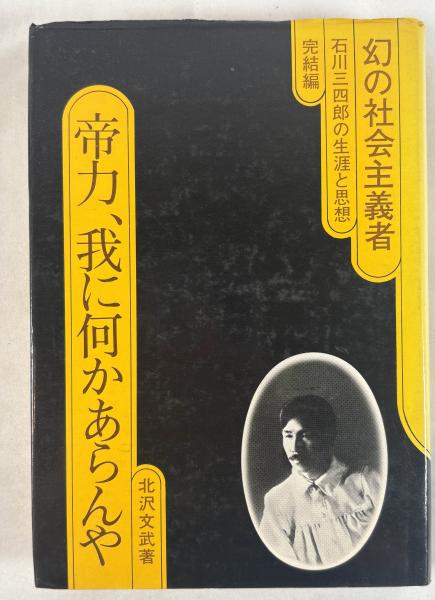 幻の社会主義者
石川三四郎の生涯と思想
完結編
帝力、我に何かあらんや
北沢文武著